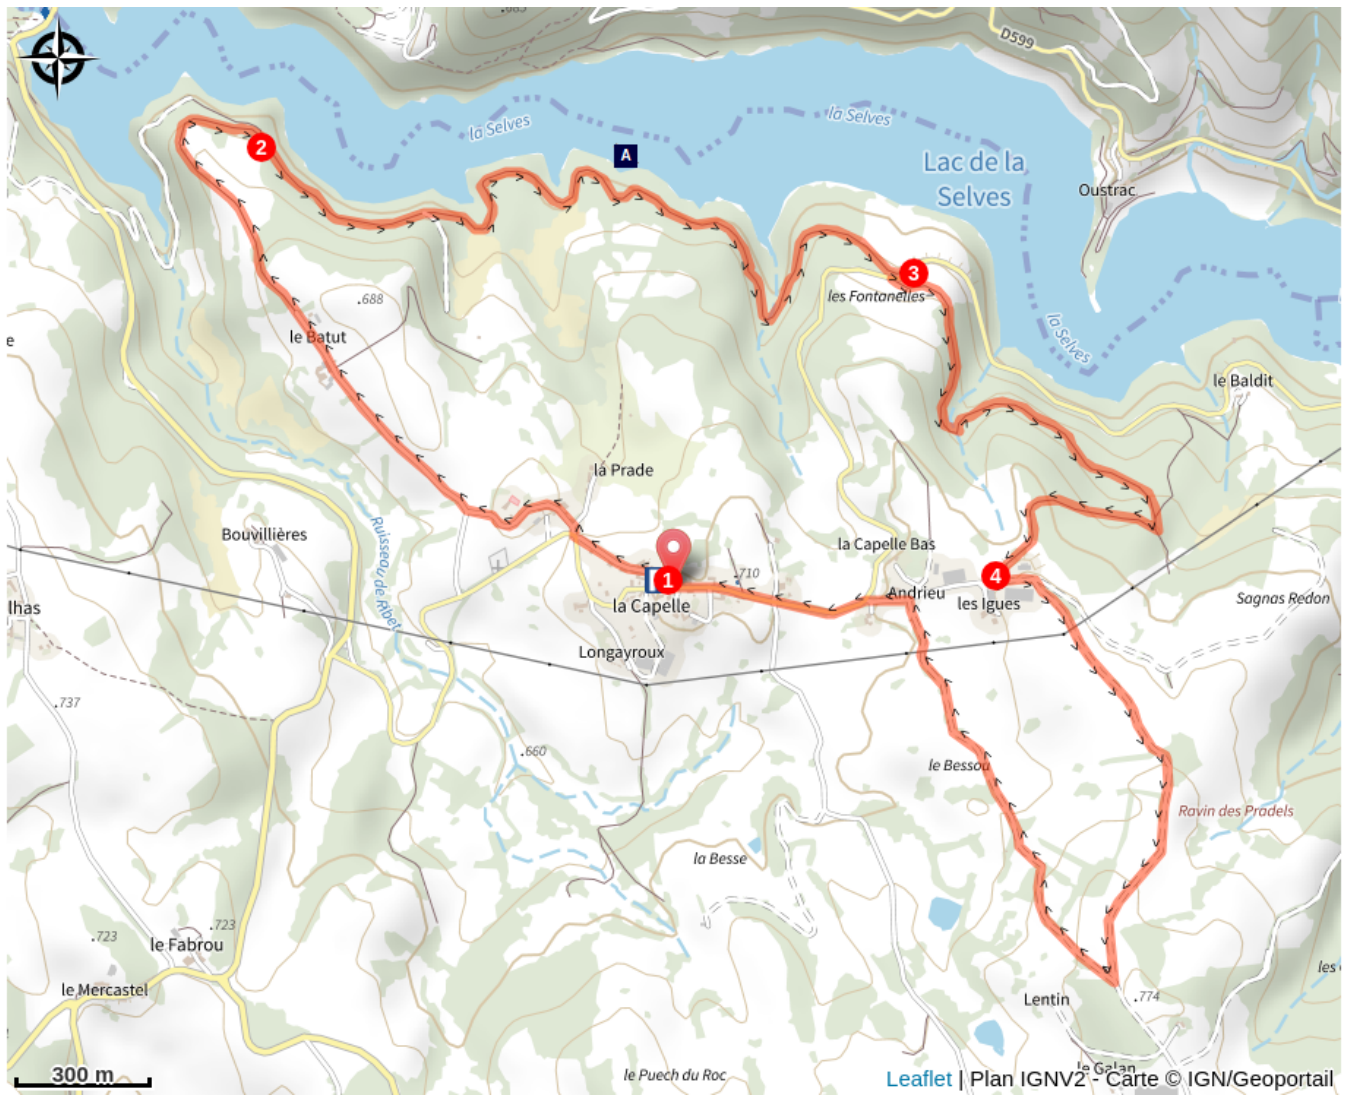 .685
D599
la Selves
la Selves
2
A
Lac de la
Selves
Oustrac
3
les Fontanelles
.688
la Selves
le Batut
e
le Baldit
la Prade
Ruisseau de Ribet
Bouvillières
la Capelle Bas
.710
1
4
Andrieu
lhas
la Capelle
les Igues
Sagnas Redon
Longayroux
.737
.660
le Bessou
Ravin des Pradels
la Besse
.723
.723
le Fabrou
les
le Mercastel
Lentin
.774
le Galan
300 m
le Puech du Roc
Leaflet | Plan IGNV2 - Carte © IGN/Geoportail